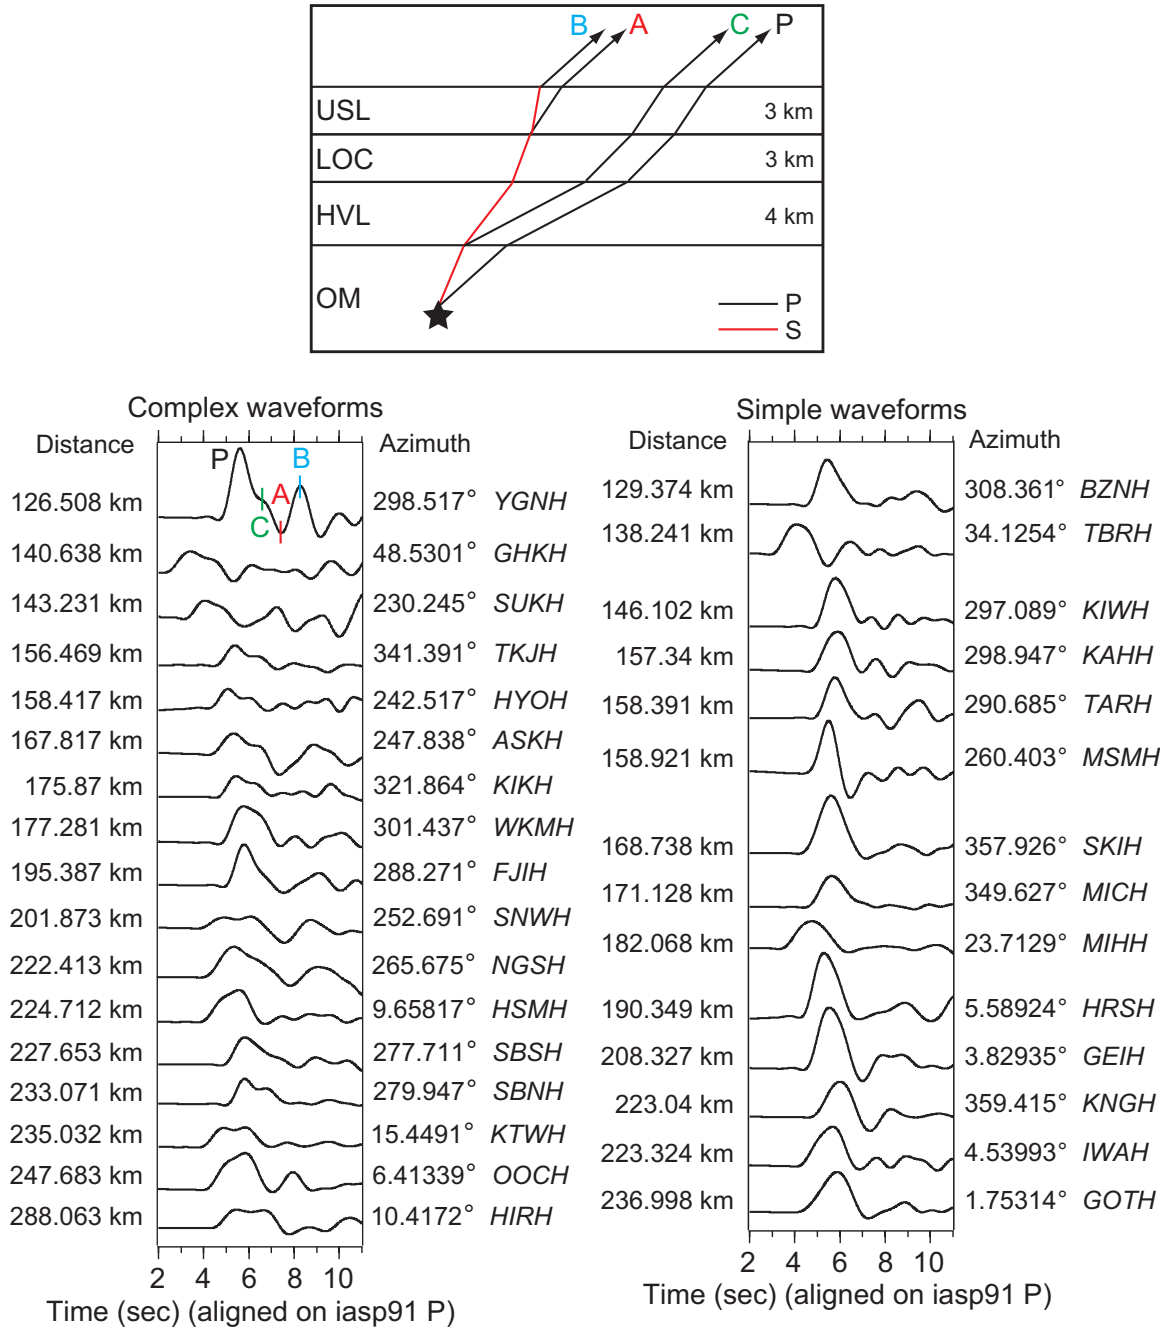 B A C P
USL 3 km
LOC 3 km
HVL 4 km
OM
P
S
Complex waveforms
Distance Azimuth
P B
A
C
126.508 km 298.517° YGNH
140.638 km 48.5301° GHKH
143.231 km 230.245° SUKH
156.469 km 341.391° TKJH
158.417 km 242.517° HYOH
167.817 km 247.838° ASKH
175.87 km 321.864° KIKH
177.281 km 301.437° WKMH
195.387 km 288.271° FJIH
201.873 km 252.691° SNWH
222.413 km 265.675° NGSH
224.712 km 9.65817° HSMH
227.653 km 277.711° SBSH
233.071 km 279.947° SBNH
235.032 km 15.4491° KTWH
247.683 km 6.41339° OOCH
288.063 km 10.4172° HIRH
2 4 6 8 10
Time (sec) (aligned on iasp91 P)
Simple waveforms
Distance Azimuth
129.374 km 308.361° BZNH
138.241 km 34.1254° TBRH
146.102 km 297.089° KIWH
157.34 km 298.947° KAHH
158.391 km 290.685° TARH
158.921 km 260.403° MSMH
168.738 km 357.926° SKIH
171.128 km 349.627° MICH
182.068 km 23.7129° MIHH
190.349 km 5.58924° HRSH
208.327 km 3.82935° GEIH
223.04 km 359.415° KNGH
223.324 km 4.53993° IWAH
236.998 km 1.75314° GOTH
2 4 6 8 10
Time (sec) (aligned on iasp91 P)